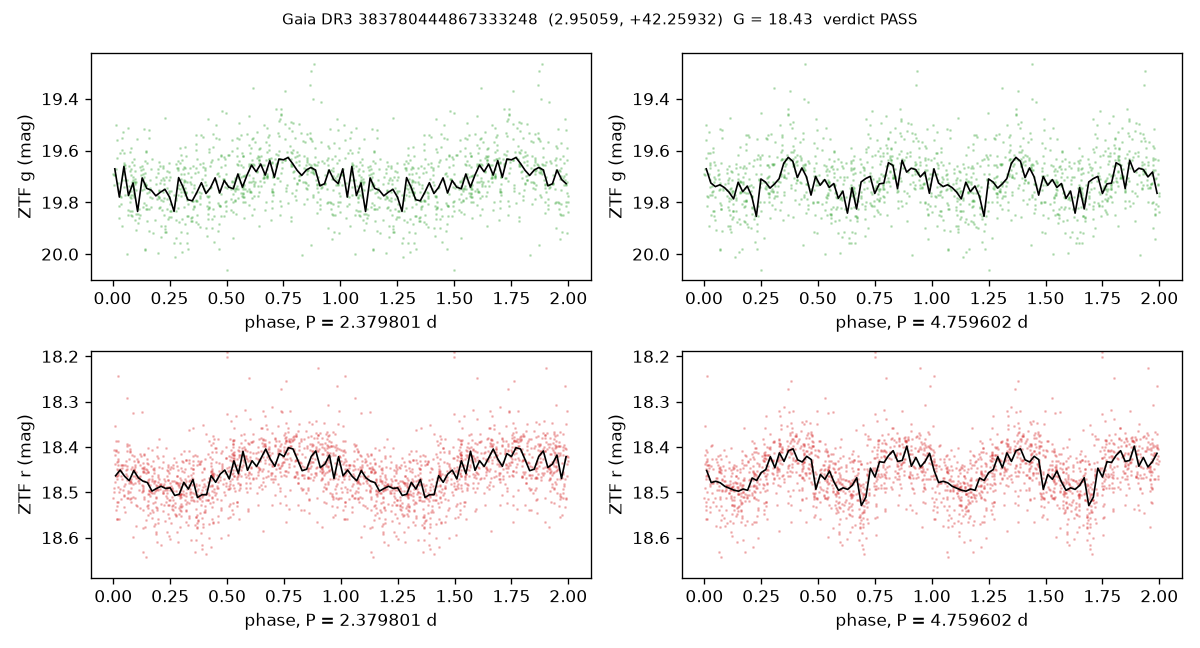 Gaia DR3 383780444867333248 (2.95059, +42.25932) G = 18.43 verdict PASS
ZTF g (mag)
19.4
19.6
19.8
20.0
0.00 0.25 0.50 0.75 1.00 1.25 1.50 1.75 2.00
phase, P = 2.379801 d
ZTF g (mag)
19.4
19.6
19.8
20.0
0.00 0.25 0.50 0.75 1.00 1.25 1.50 1.75 2.00
phase, P = 4.759602 d
ZTF r (mag)
18.2
18.3
18.4
18.5
18.6
0.00 0.25 0.50 0.75 1.00 1.25 1.50 1.75 2.00
phase, P = 2.379801 d
ZTF r (mag)
18.2
18.3
18.4
18.5
18.6
0.00 0.25 0.50 0.75 1.00 1.25 1.50 1.75 2.00
phase, P = 4.759602 d